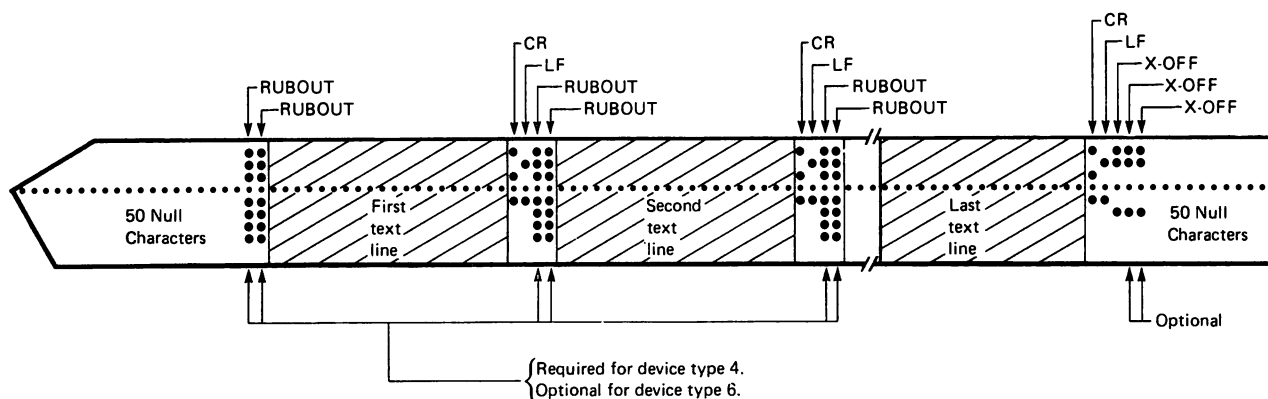 CR
LF
RUBOUT
RUBOUT
RUBOUT
RUBOUT
CR
LF
RUBOUT
RUBOUT
CR
LF
X-OFF
X-OFF
X-OFF
50 Null
Characters
First
text
line
Second
text
line
Last
text
line
50 Null
Characters
Optional
Required for device type 4.
Optional for device type 6.